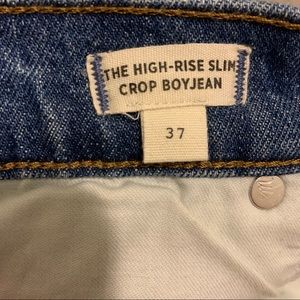 THE HIGH-RISE SLIM
CROP BOYJEAN
37